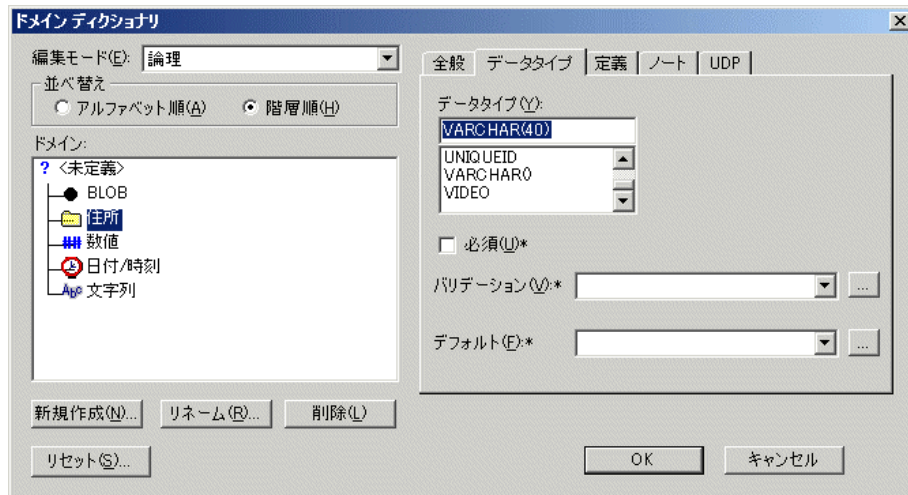 ドメイン ディクショナリ
編集モード(E): 論理
並べ替え
アルファベット順(A) 階層順(H)
ドメイン:
? <未定義>
BLOB
住所
数値
日付/時刻
Abc 文字列
新規作成(N)... リネーム(R)... 削除(L)
リセット(S)...
全般 データタイプ 定義 ノート UDP
データタイプ(Y):
VARCHAR(40)
UNIQUEID
VARCHAR()
VIDEO
必須(U)*
バリデーション(V):* ...
デフォルト(F):* ...
OK キャンセル